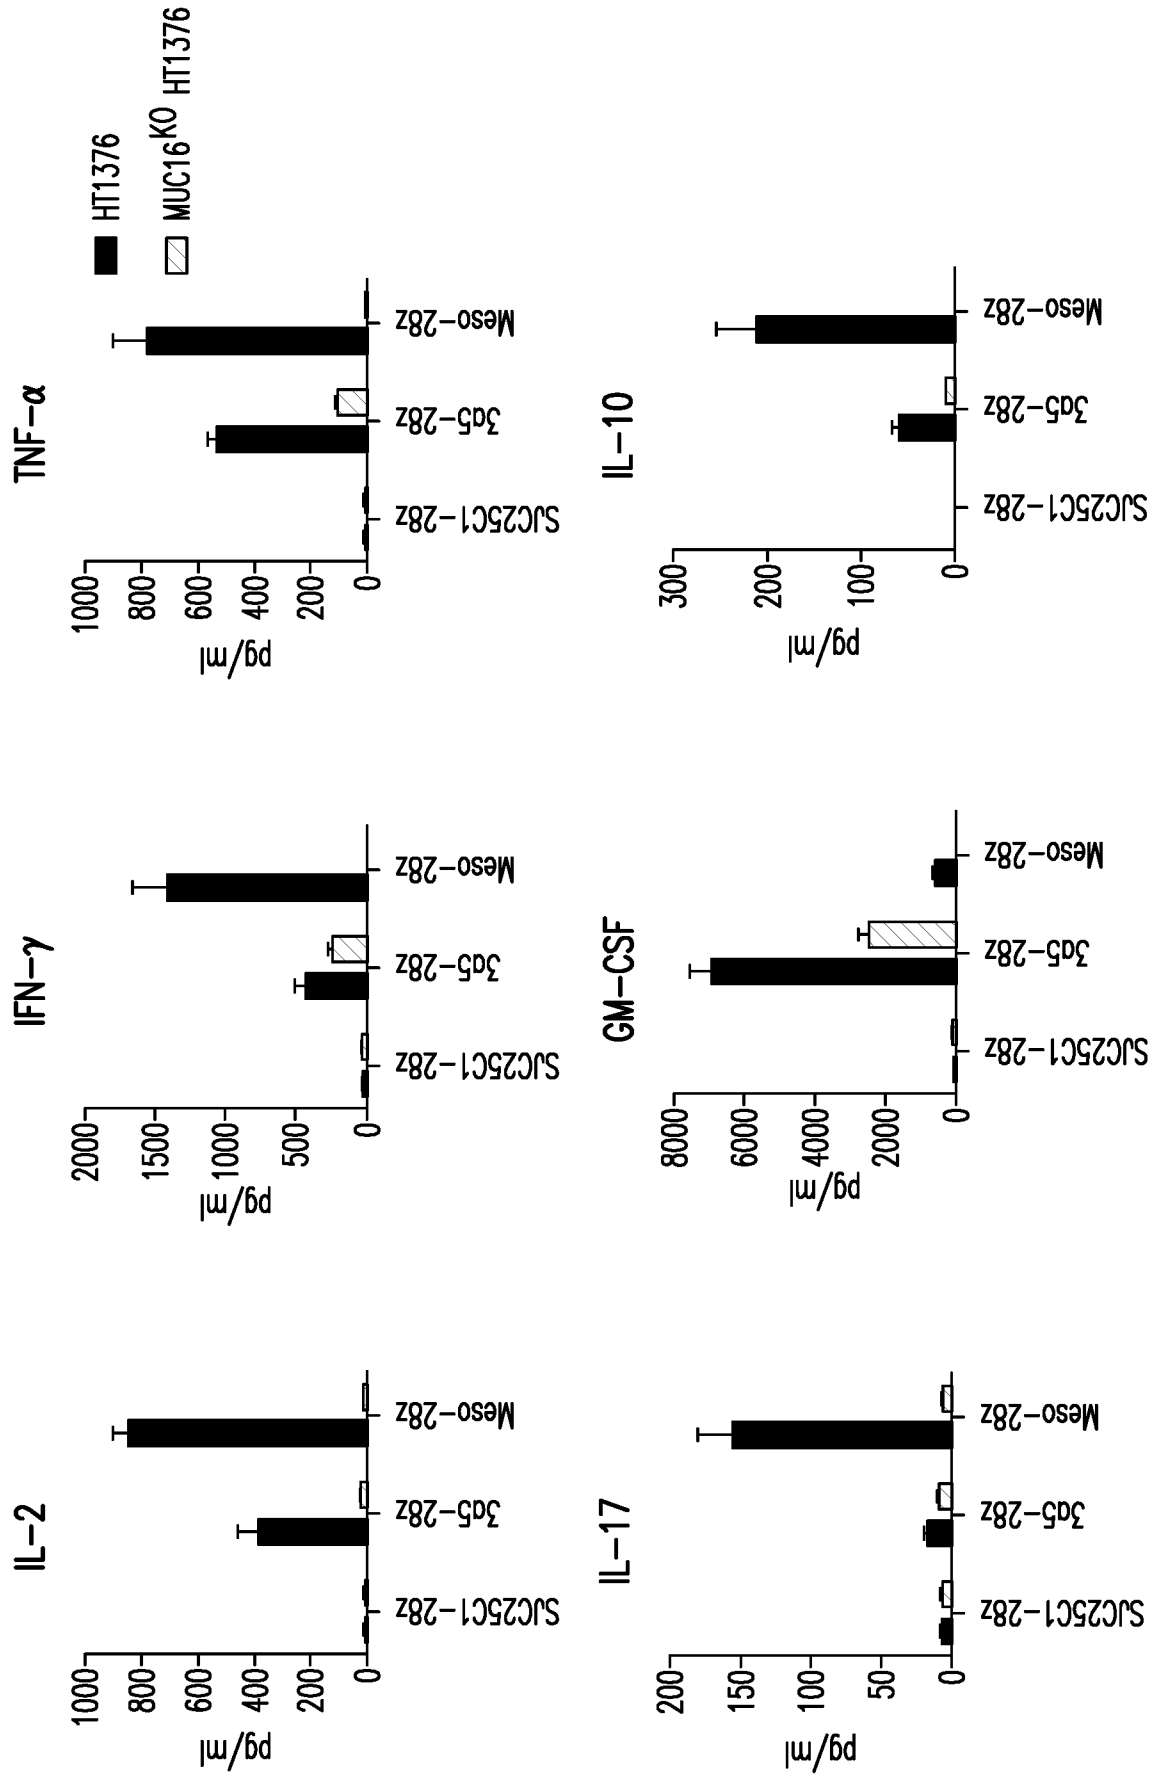 IL-2
pg/ml
1000
800
600
400
200
0
SJC25C1-28z
3a5-28z
Meso-28z
IFN-γ
pg/ml
2000
1500
1000
500
0
SJC25C1-28z
3a5-28z
Meso-28z
TNF-α
pg/ml
1000
800
600
400
200
0
SJC25C1-28z
3a5-28z
Meso-28z
HT1376
MUC16KO HT1376
IL-17
pg/ml
200
150
100
50
0
SJC25C1-28z
3a5-28z
Meso-28z
GM-CSF
pg/ml
8000
6000
4000
2000
0
SJC25C1-28z
3a5-28z
Meso-28z
IL-10
pg/ml
300
200
100
0
SJC25C1-28z
3a5-28z
Meso-28z